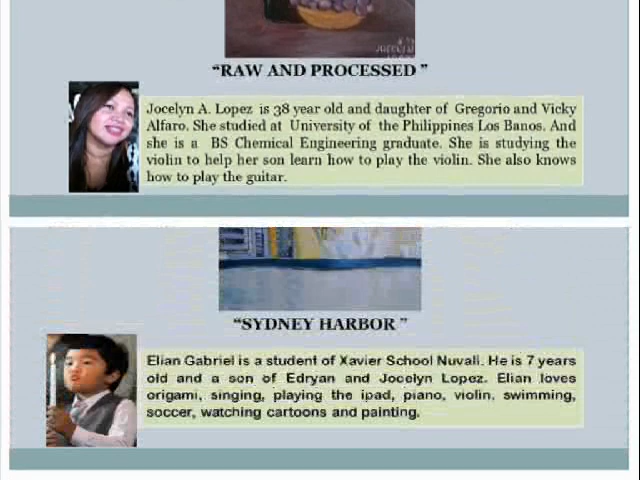 “RAW AND PROCESSED ”
Jocelyn A. Lopez is 38 year old and daughter of Gregorio and Vicky
Alfaro. She studied at University of the Philippines Los Banos. And
she is a BS Chemical Engineering graduate. She is studying the
violin to help her son learn how to play the violin. She also knows
how to play the guitar.
“SYDNEY HARBOR ”
Elian Gabriel is a student of Xavier School Nuvali. He is 7 years
old and a son of Edryan and Jocelyn Lopez. Elian loves
origami, singing, playing the ipad, piano, violin, swimming,
soccer, watching cartoons and painting.